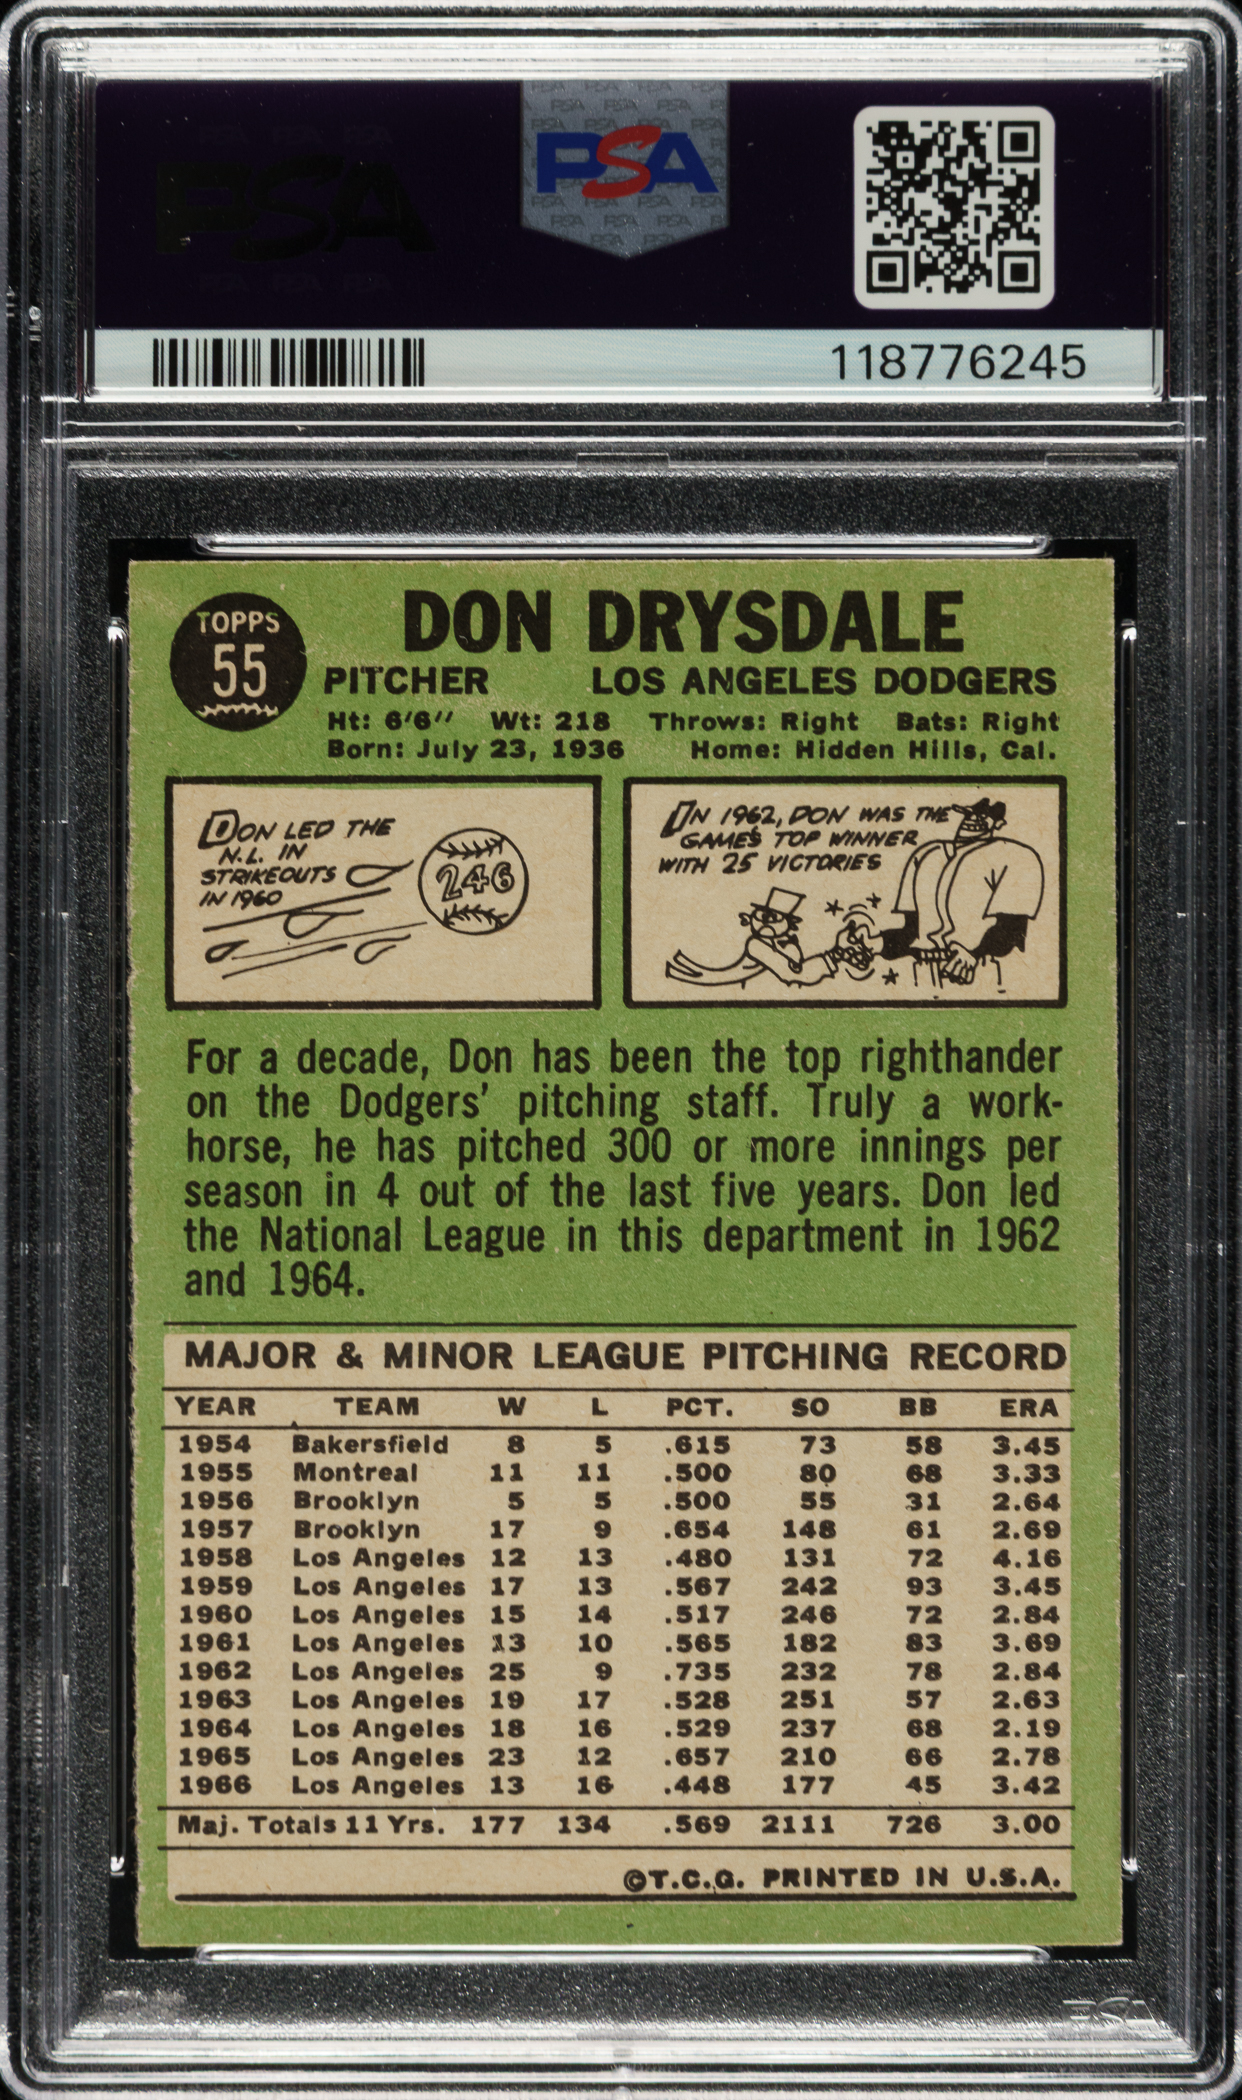 PSA
118776245
TOPPS
55
DON DRYSDALE
PITCHER LOS ANGELES DODGERS
Ht: 6'6" Wt: 218 Throws: Right Bats: Right
Born: July 23, 1936 Home: Hidden Hills, Cal.
DON LED THE
N.L. IN
STRIKEOUTS
IN 1960
246
IN 1962, DON WAS THE
GAME'S TOP WINNER
WITH 25 VICTORIES
For a decade, Don has been the top righthander
on the Dodgers' pitching staff. Truly a work-
horse, he has pitched 300 or more innings per
season in 4 out of the last five years. Don led
the National League in this department in 1962
and 1964.
MAJOR & MINOR LEAGUE PITCHING RECORD
YEAR TEAM W L PCT. SO BB ERA
1954 Bakersfield 8 5 .615 73 58 3.45
1955 Montreal 11 11 .500 80 68 3.33
1956 Brooklyn 5 5 .500 55 31 2.64
1957 Brooklyn 17 9 .654 148 61 2.69
1958 Los Angeles 12 13 .480 131 72 4.16
1959 Los Angeles 17 13 .567 242 93 3.45
1960 Los Angeles 15 14 .517 246 72 2.84
1961 Los Angeles 13 10 .565 182 83 3.69
1962 Los Angeles 25 9 .735 232 78 2.84
1963 Los Angeles 19 17 .528 251 57 2.63
1964 Los Angeles 18 16 .529 237 68 2.19
1965 Los Angeles 23 12 .657 210 66 2.78
1966 Los Angeles 13 16 .448 177 45 3.42
Maj. Totals 11 Yrs. 177 134 .569 2111 726 3.00
©T.C.G. PRINTED IN U.S.A.
PSA